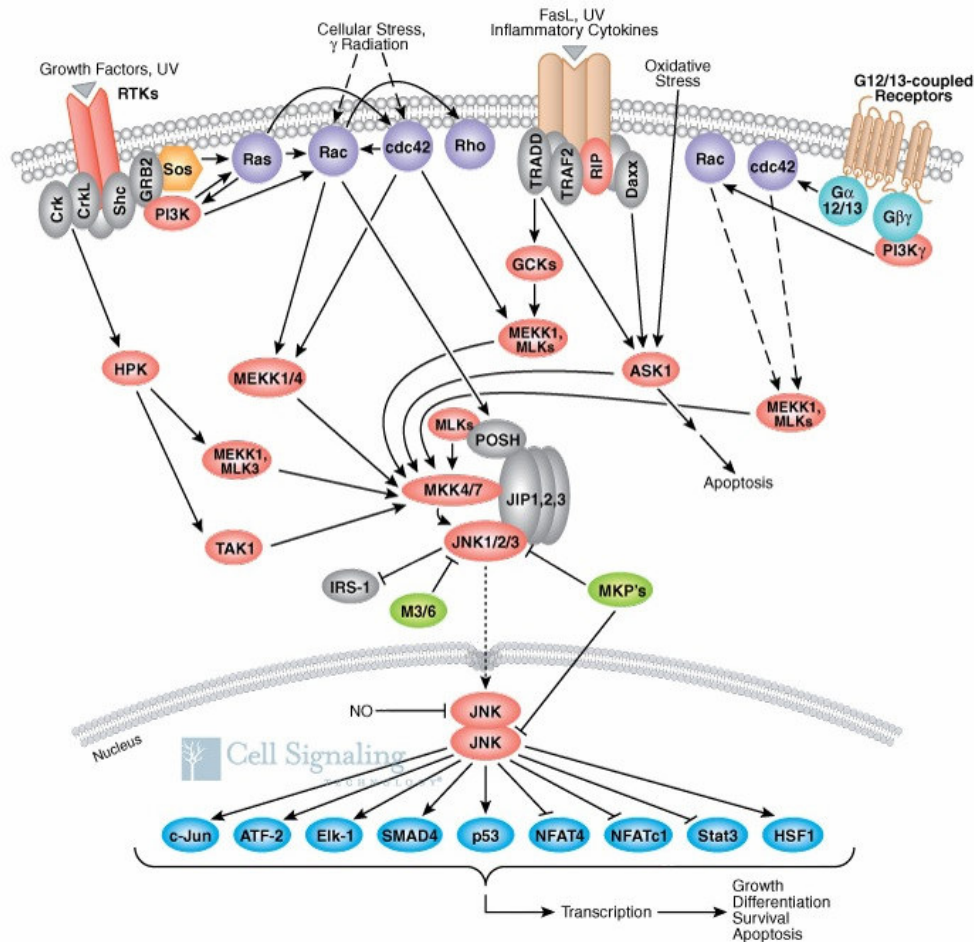 FasL, UV
Inflammatory Cytokines
Cellular Stress,
γ Radiation
Growth Factors, UV
RTKs
Oxidative
Stress
G12/13-coupled
Receptors
Crk
CrkL
Shc
GRB2
Sos
PI3K
Ras
Rac
cdc42
Rho
TRADD
TRAF2
RIP
Daxx
Rac
cdc42
Gα
12/13
Gβγ
PI3Kγ
GCKs
HPK
MEKK1/4
MEKK1,
MLKs
ASK1
MEKK1,
MLKs
MLKs
POSH
MEKK1,
MLK3
MKK4/7
JIP1,2,3
Apoptosis
TAK1
JNK1/2/3
IRS-1
M3/6
MKP's
NO
JNK
JNK
Nucleus
Cell Signaling
TECHNOLOGY®
c-Jun
ATF-2
Elk-1
SMAD4
p53
NFAT4
NFATc1
Stat3
HSF1
Transcription
Growth
Differentiation
Survival
Apoptosis